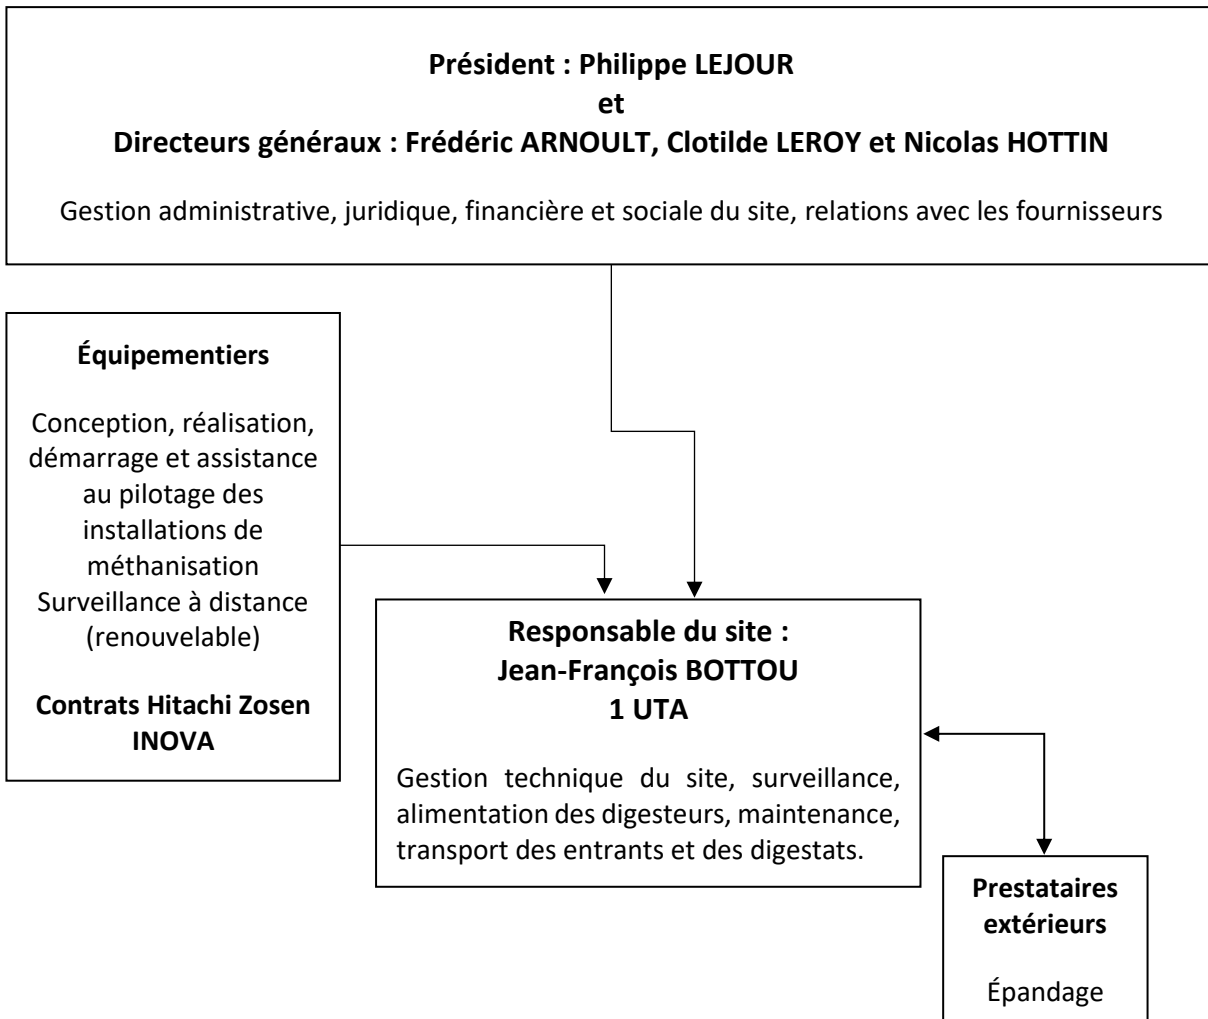 Président : Philippe LEJOUR
et
Directeurs généraux : Frédéric ARNOULT, Clotilde LEROY et Nicolas HOTTIN
Gestion administrative, juridique, financière et sociale du site, relations avec les fournisseurs
Équipementiers
Conception, réalisation,
démarrage et assistance
au pilotage des
installations de
méthanisation
Surveillance à distance
(renouvelable)
Contrats Hitachi Zosen
INOVA
Responsable du site :
Jean-François BOTTOU
1 UTA
Gestion technique du site, surveillance,
alimentation des digesteurs, maintenance,
transport des entrants et des digestats.
Prestataires
extérieurs
Épandage